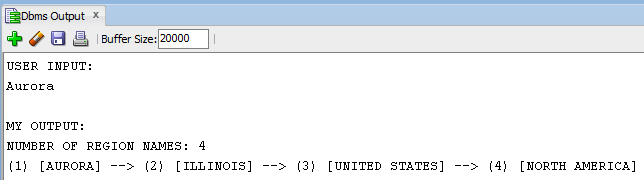 Dbms Output x
Buffer Size: 20000
USER INPUT:
Aurora
MY OUTPUT:
NUMBER OF REGION NAMES: 4
(1) [AURORA] --> (2) [ILLINOIS] --> (3) [UNITED STATES] --> (4) [NORTH AMERICA]